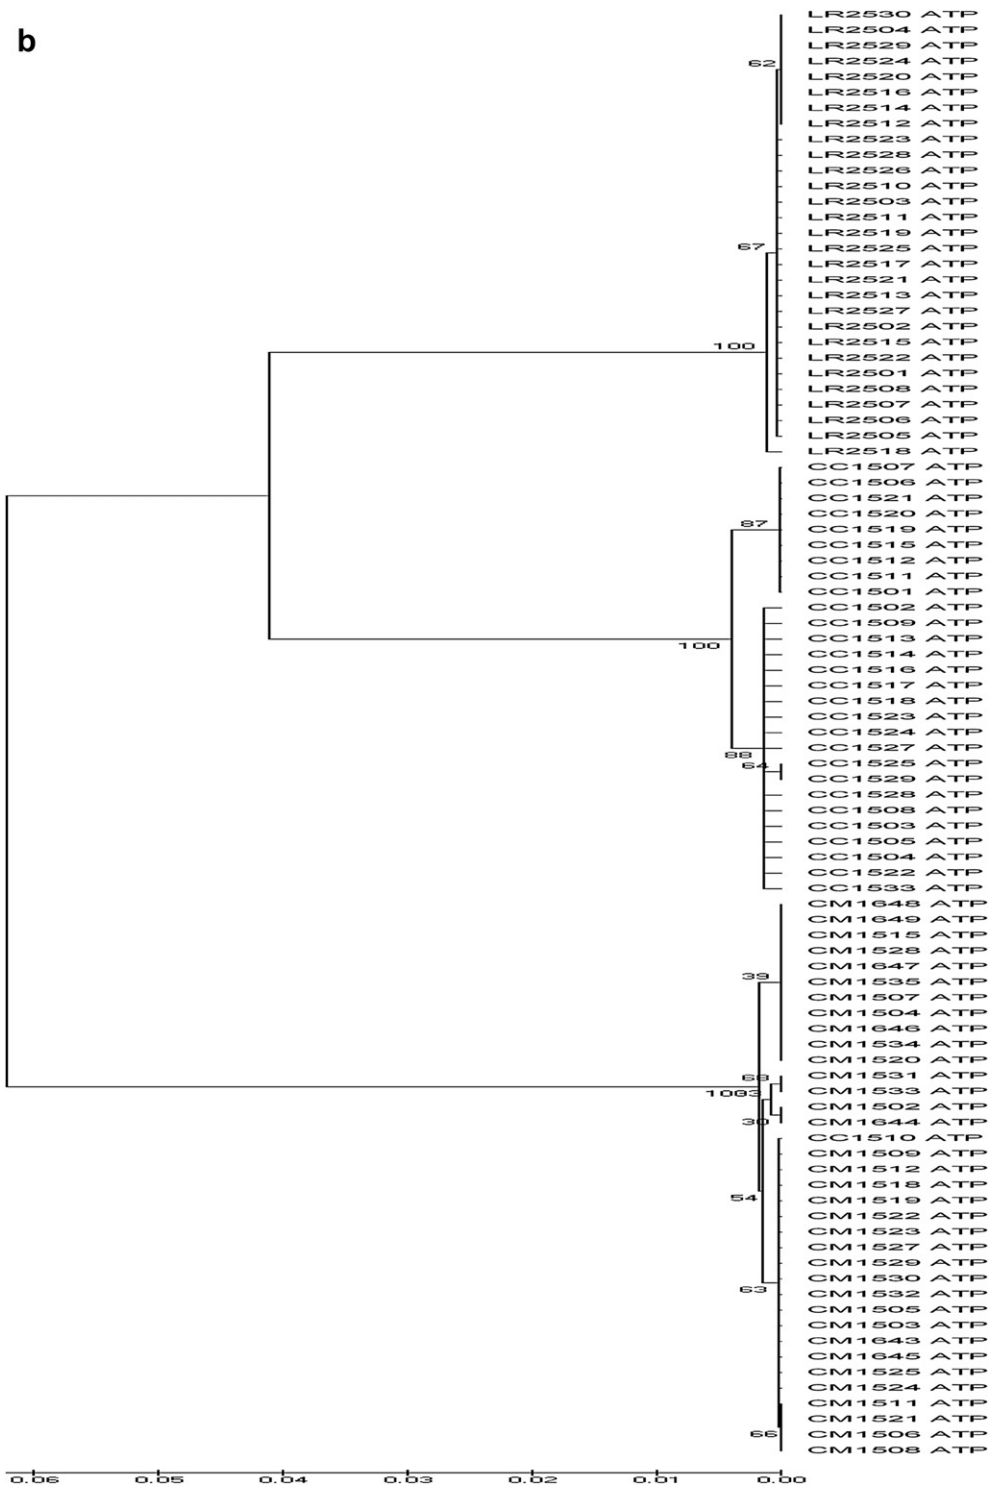 b
LR2530 ATP
LR2504 ATP
LR2529 ATP
62
LR2524 ATP
LR2520 ATP
LR2516 ATP
LR2514 ATP
LR2512 ATP
LR2523 ATP
LR2528 ATP
LR2526 ATP
LR2510 ATP
LR2503 ATP
LR2511 ATP
LR2519 ATP
67
LR2525 ATP
LR2517 ATP
LR2521 ATP
LR2513 ATP
LR2527 ATP
LR2502 ATP
100
LR2515 ATP
LR2522 ATP
LR2501 ATP
LR2508 ATP
LR2507 ATP
LR2506 ATP
LR2505 ATP
LR2518 ATP
CC1507 ATP
CC1506 ATP
CC1521 ATP
CC1520 ATP
87
CC1519 ATP
CC1515 ATP
CC1512 ATP
CC1511 ATP
CC1501 ATP
CC1502 ATP
CC1509 ATP
CC1513 ATP
100
CC1514 ATP
CC1516 ATP
CC1517 ATP
CC1518 ATP
CC1523 ATP
CC1524 ATP
CC1527 ATP
88
64
CC1525 ATP
CC1529 ATP
CC1528 ATP
CC1508 ATP
CC1503 ATP
CC1505 ATP
CC1504 ATP
CC1522 ATP
CC1533 ATP
CM1648 ATP
CM1649 ATP
CM1515 ATP
CM1528 ATP
CM1647 ATP
39
CM1535 ATP
CM1507 ATP
CM1504 ATP
CM1646 ATP
CM1534 ATP
CM1520 ATP
68
CM1531 ATP
CM1533 ATP
CM1502 ATP
30
CM1644 ATP
CC1510 ATP
CM1509 ATP
CM1512 ATP
CM1518 ATP
54
CM1519 ATP
CM1522 ATP
CM1523 ATP
CM1527 ATP
CM1529 ATP
CM1530 ATP
63
CM1532 ATP
CM1505 ATP
CM1503 ATP
CM1643 ATP
CM1645 ATP
CM1525 ATP
CM1524 ATP
CM1511 ATP
CM1521 ATP
66
CM1506 ATP
CM1508 ATP
0.06 0.05 0.04 0.03 0.02 0.01 0.00